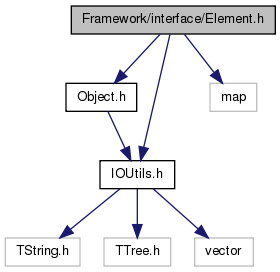 Framework/interface/Element.h
Object.h
map
IOUtils.h
TString.h
TTree.h
vector